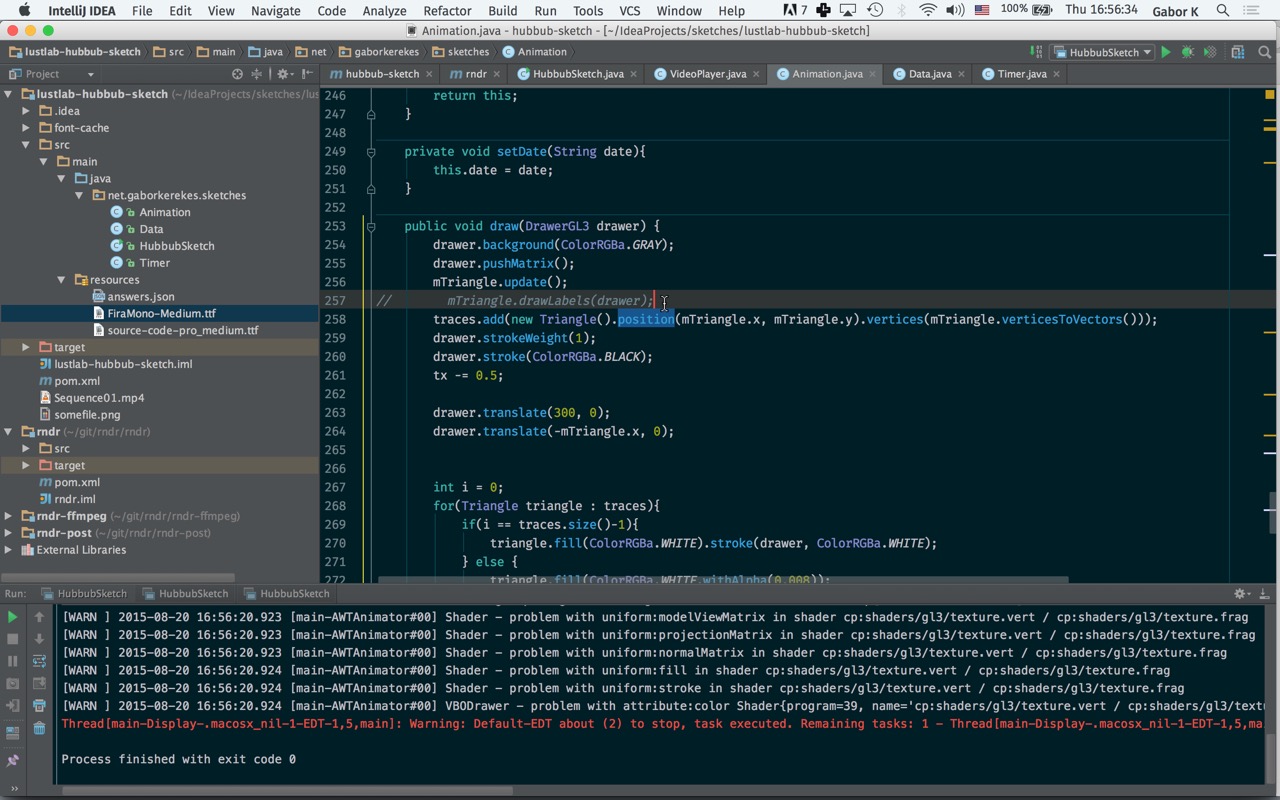 IntelliJ IDEA File Edit View Navigate Code Analyze Refactor Build Run Tools VCS Window Help 7 100% Thu 16:56:34 Gabor K
Animation.java - hubbub-sketch - [~/IdeaProjects/sketches/lustlab-hubbub-sketch]
lustlab-hubbub-sketch src main java net gaborkerekes sketches Animation HubbubSketch
Project
hubbub-sketch rndr HubbubSketch.java VideoPlayer.java Animation.java Data.java Timer.java
lustlab-hubbub-sketch (~/IdeaProjects/sketches/lus
.idea
font-cache
src
main
java
net.gaborkerekes.sketches
Animation
Data
HubbubSketch
Timer
resources
answers.json
FiraMono-Medium.ttf
source-code-pro_medium.ttf
target
lustlab-hubbub-sketch.iml
pom.xml
Sequence01.mp4
somefile.png
rndr (~/git/rndr/rndr)
src
target
pom.xml
rndr.iml
rndr-ffmpeg (~/git/rndr/rndr-ffmpeg)
rndr-post (~/git/rndr/rndr-post)
External Libraries
246 return this;
247 }
248
249 private void setDate(String date){
250 this.date = date;
251 }
252
253 public void draw(DrawerGL3 drawer) {
254 drawer.background(ColorRGBa.GRAY);
255 drawer.pushMatrix();
256 mTriangle.update();
257 // mTriangle.drawLabels(drawer);
258 traces.add(new Triangle().position(mTriangle.x, mTriangle.y).vertices(mTriangle.verticesToVectors()));
259 drawer.strokeWeight(1);
260 drawer.stroke(ColorRGBa.BLACK);
261 tx -= 0.5;
262
263 drawer.translate(300, 0);
264 drawer.translate(-mTriangle.x, 0);
265
266
267 int i = 0;
268 for(Triangle triangle : traces){
269 if(i == traces.size()-1){
270 triangle.fill(ColorRGBa.WHITE).stroke(drawer, ColorRGBa.WHITE);
271 } else {
272 triangle.fill(ColorRGBa.WHITE.withAlpha(0.008));
Run: HubbubSketch HubbubSketch HubbubSketch
[WARN ] 2015-08-20 16:56:20.923 [main-AWTAnimator#00] Shader - problem with uniform:modelViewMatrix in shader cp:shaders/gl3/texture.vert / cp:shaders/gl3/texture.frag
[WARN ] 2015-08-20 16:56:20.923 [main-AWTAnimator#00] Shader - problem with uniform:projectionMatrix in shader cp:shaders/gl3/texture.vert / cp:shaders/gl3/texture.frag
[WARN ] 2015-08-20 16:56:20.923 [main-AWTAnimator#00] Shader - problem with uniform:normalMatrix in shader cp:shaders/gl3/texture.vert / cp:shaders/gl3/texture.frag
[WARN ] 2015-08-20 16:56:20.924 [main-AWTAnimator#00] Shader - problem with uniform:fill in shader cp:shaders/gl3/texture.vert / cp:shaders/gl3/texture.frag
[WARN ] 2015-08-20 16:56:20.924 [main-AWTAnimator#00] Shader - problem with uniform:stroke in shader cp:shaders/gl3/texture.vert / cp:shaders/gl3/texture.frag
[WARN ] 2015-08-20 16:56:20.924 [main-AWTAnimator#00] VBODrawer - problem with attribute:color Shader{program=39, name='cp:shaders/gl3/texture.vert / cp:shaders/gl3/textu
Thread[main-Display-.macosx_nil-1-EDT-1,5,main]: Warning: Default-EDT about (2) to stop, task executed. Remaining tasks: 1 - Thread[main-Display-.macosx_nil-1-EDT-1,5,ma
Process finished with exit code 0